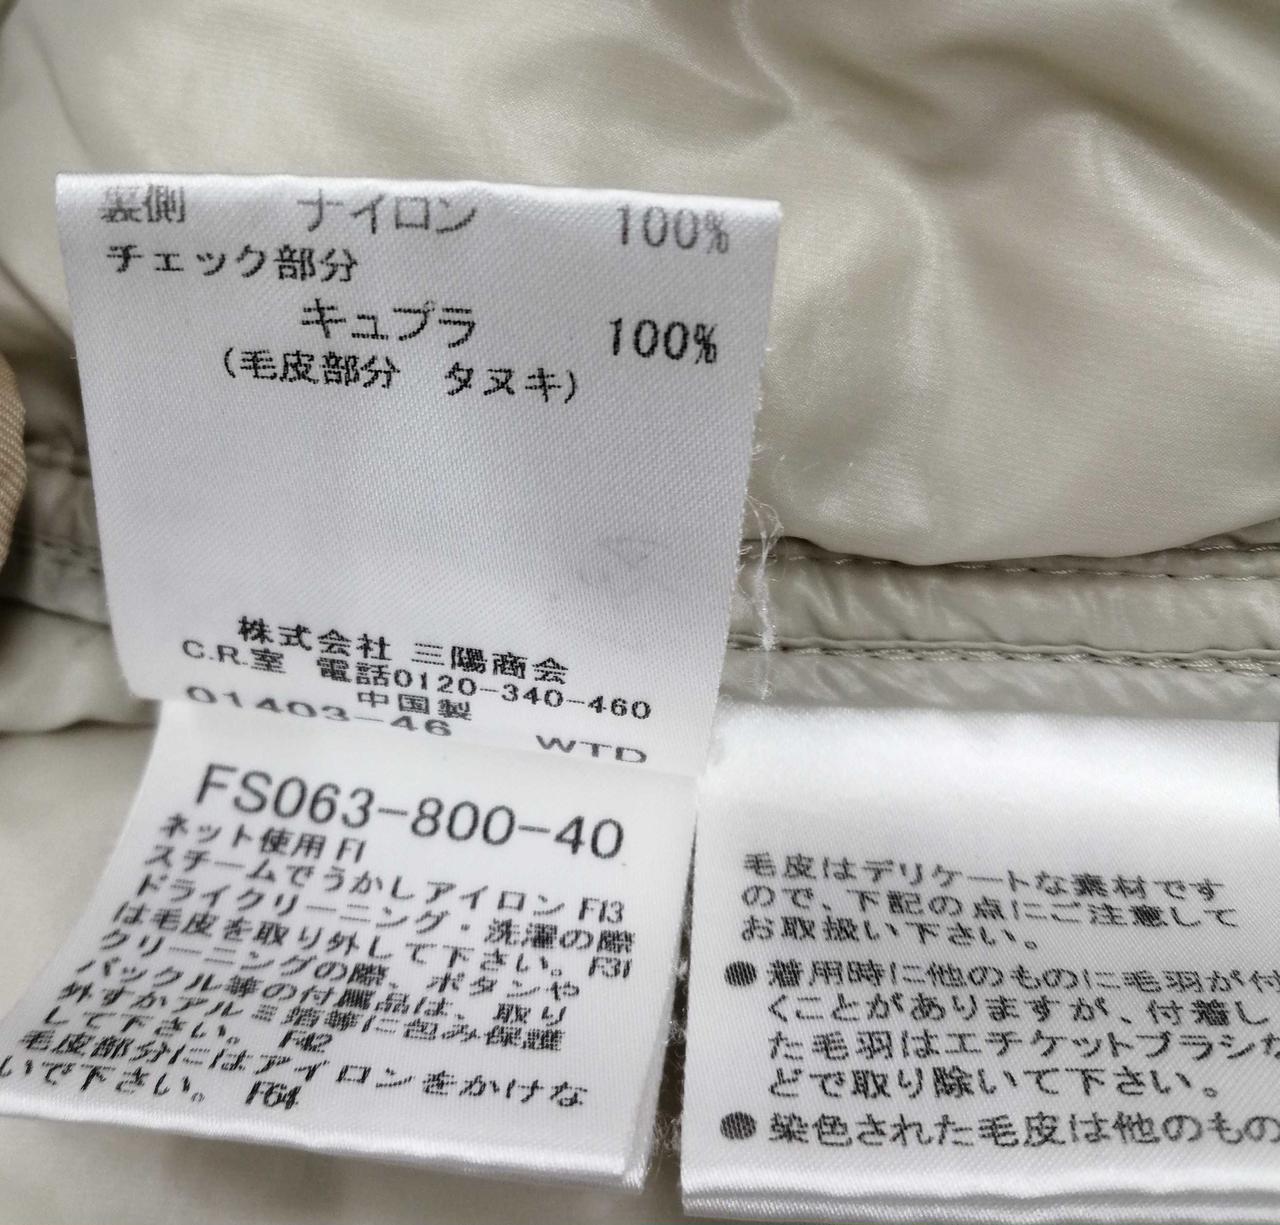 裏側 ナイロン 100%
チェック部分
キュプラ 100%
(毛皮部分 タヌキ)
株式会社 三陽商会
C.R.室 電話0120-340-460
中国製
01403-46 WTD
FS063-800-40
ネット使用 F1
スチームでうかしアイロン F13
ドライクリーニング・洗濯の際
は毛皮を取り外して下さい。 F31
クリーニングの際、ボタンや
バックル等の付属品は、取り
外すかアルミ箔等に包み保護
して下さい。 F42
毛皮部分にはアイロンをかけな
いで下さい。 F64
毛皮はデリケートな素材です
ので、下記の点にご注意して
お取扱い下さい。
●着用時に他のものに毛羽が付
くことがありますが、付着し
た毛羽はエチケットブラシな
どで取り除いて下さい。
●染色された毛皮は他のもの